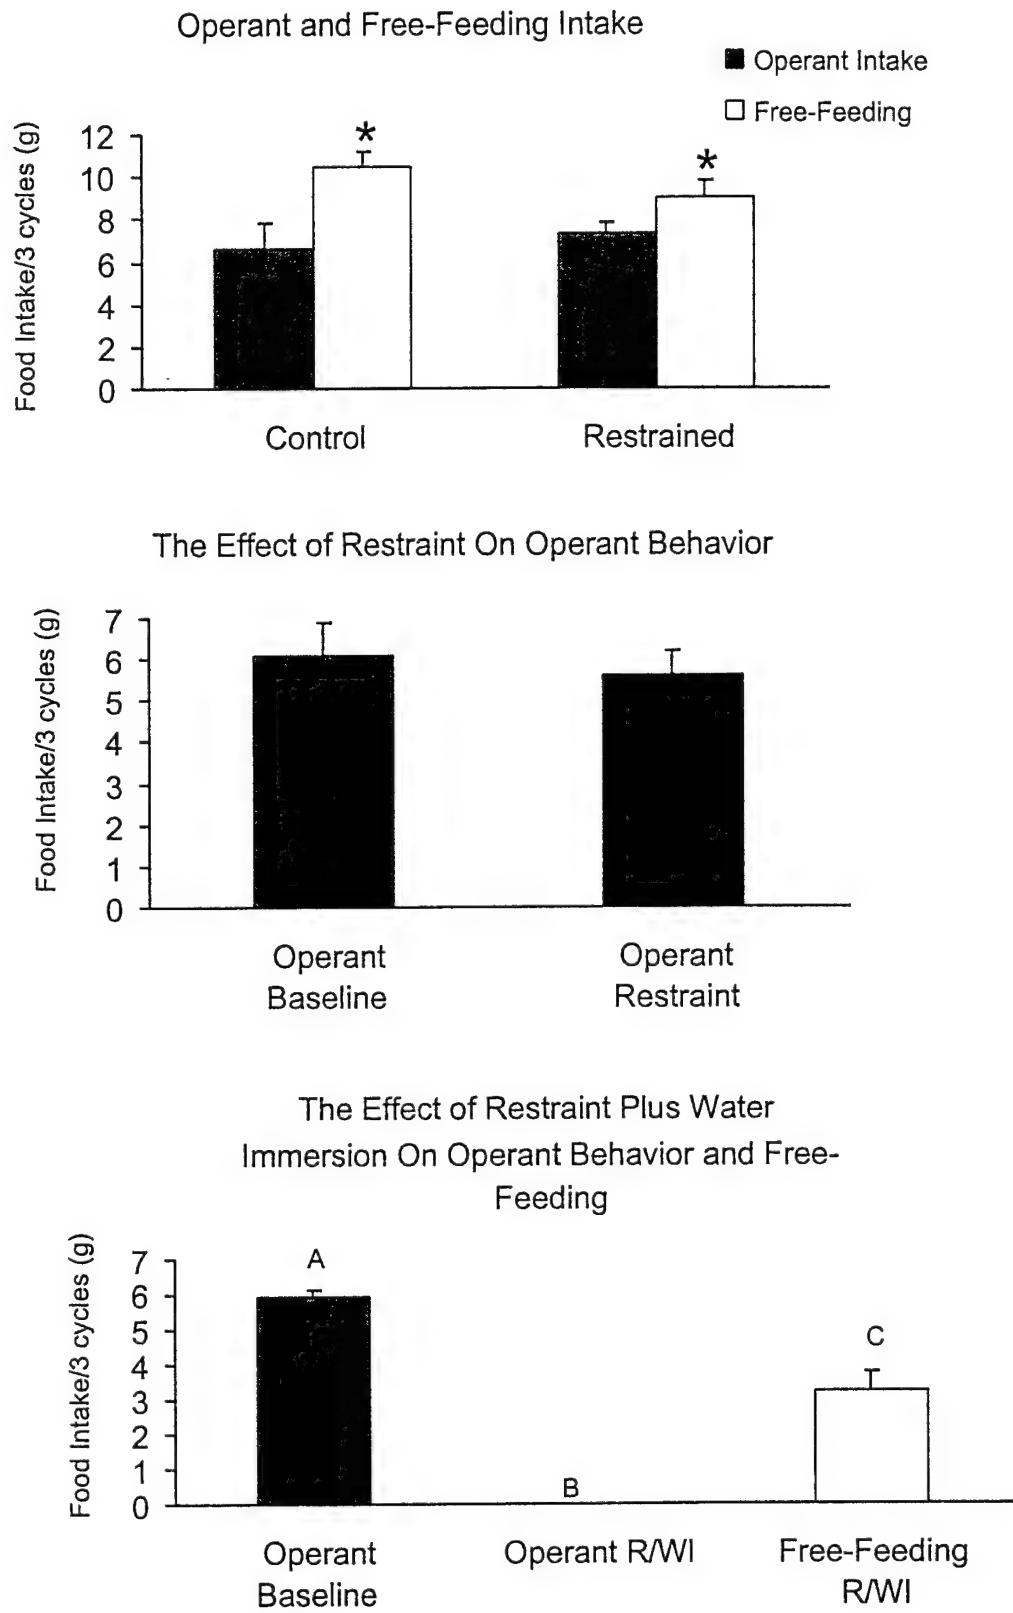 Operant and Free-Feeding Intake
Operant Intake
Free-Feeding
Food Intake/3 cycles (g)
12
10
8
6
4
2
0
*
*
Control
Restrained
The Effect of Restraint On Operant Behavior
Food Intake/3 cycles (g)
7
6
5
4
3
2
1
0
Operant
Baseline
Operant
Restraint
The Effect of Restraint Plus Water
Immersion On Operant Behavior and Free-
Feeding
Food Intake/3 cycles (g)
7
6
5
4
3
2
1
0
A
B
C
Operant
Baseline
Operant R/WI
Free-Feeding
R/WI